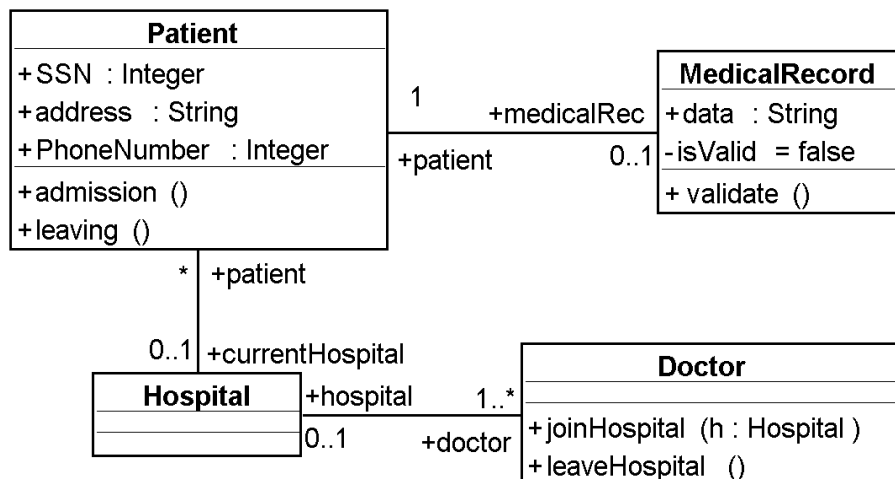 Patient
+SSN : Integer
+address : String
+PhoneNumber : Integer
+admission ()
+leaving ()
1
+medicalRec
+patient
0..1
MedicalRecord
+data : String
-isValid = false
+ validate ()
* +patient
0..1 +currentHospital
Hospital
+hospital
0..1
1..*
+doctor
Doctor
+joinHospital (h : Hospital )
+leaveHospital ()